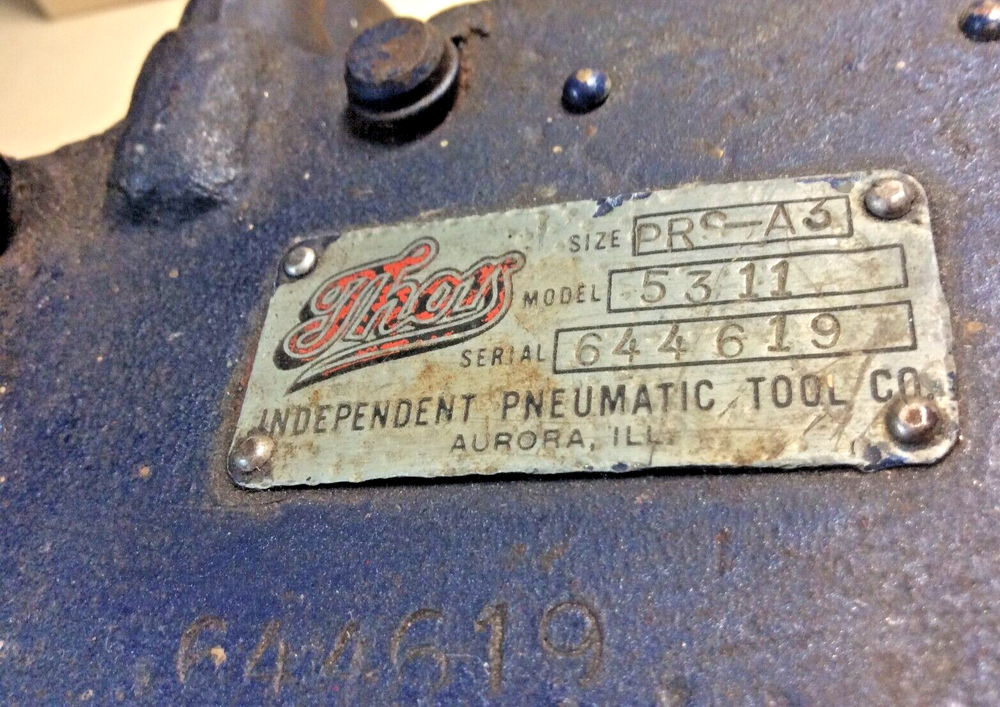 Thor
SIZE PRS-A3
MODEL 5311
SERIAL 644619
INDEPENDENT PNEUMATIC TOOL CO.
AURORA, ILL.
644619